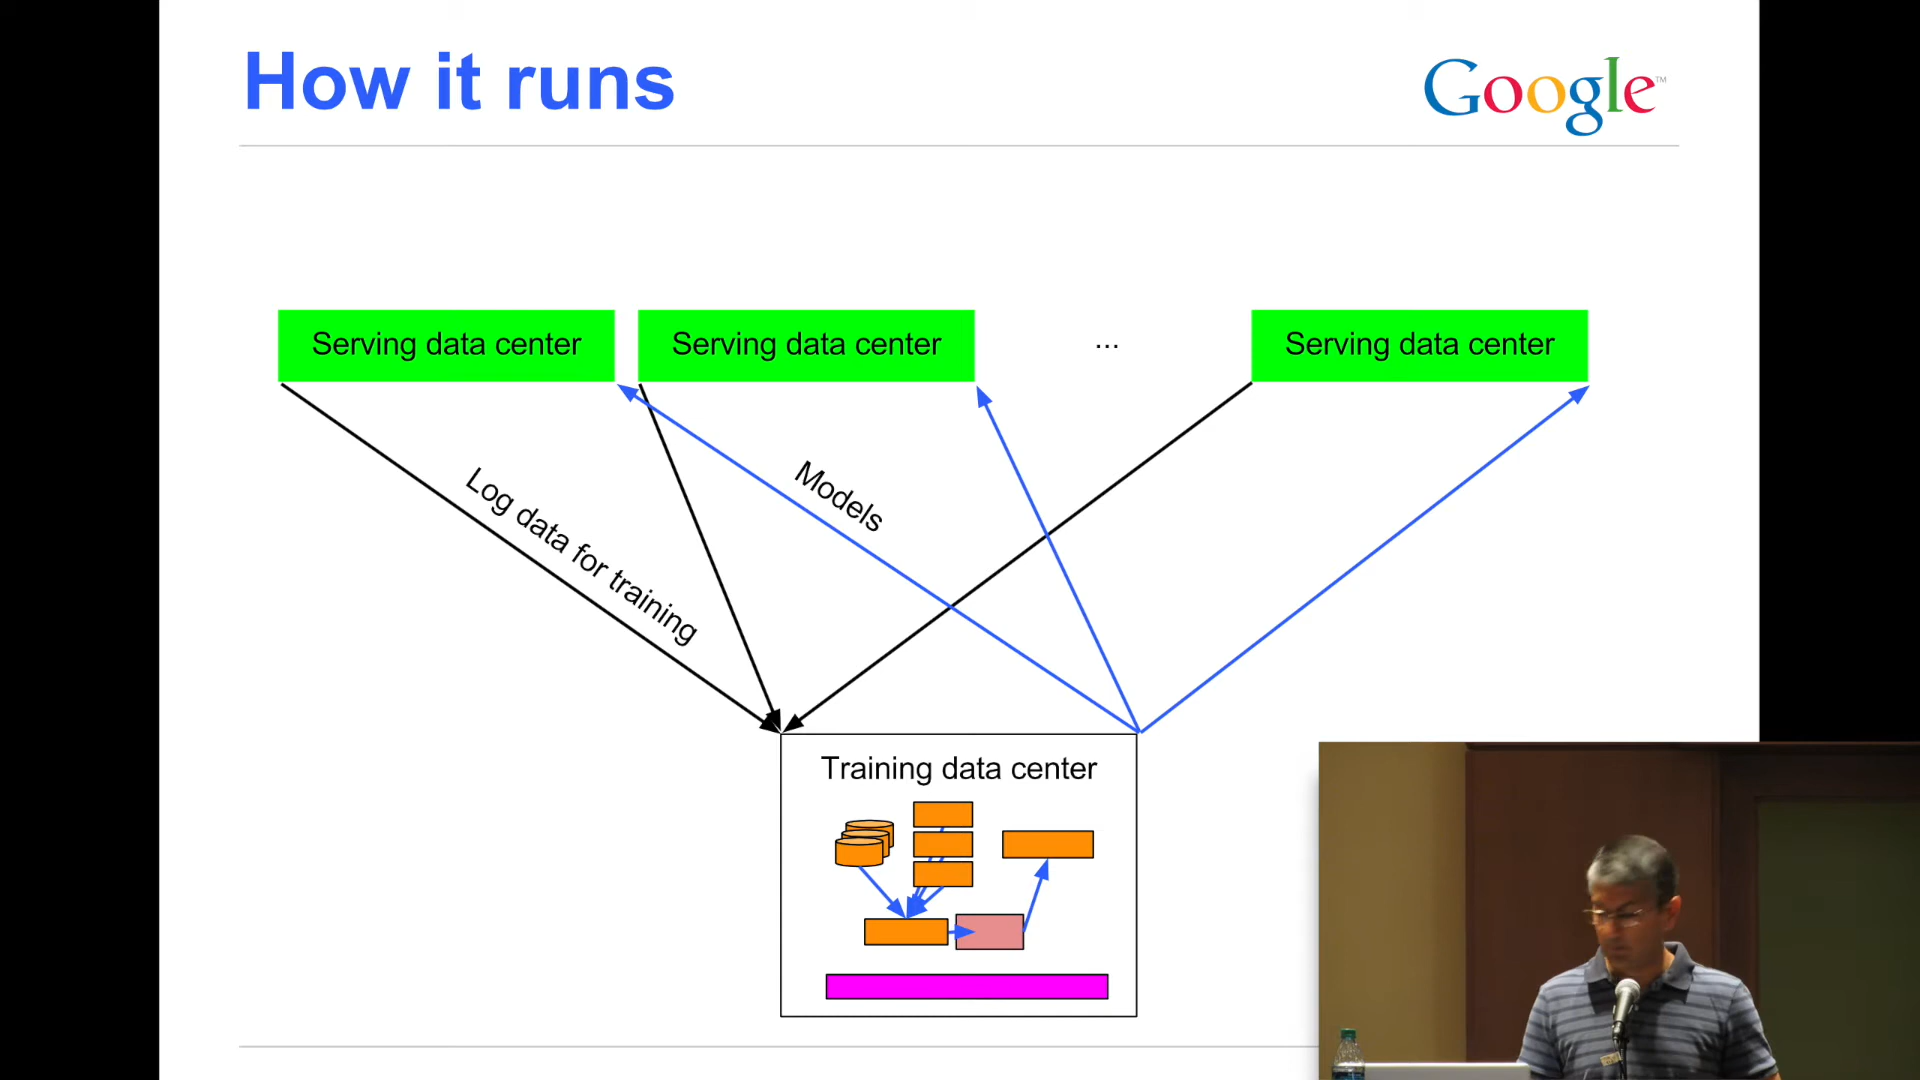 How it runs
Google™
Serving data center
Serving data center
...
Serving data center
Log data for training
Models
Training data center